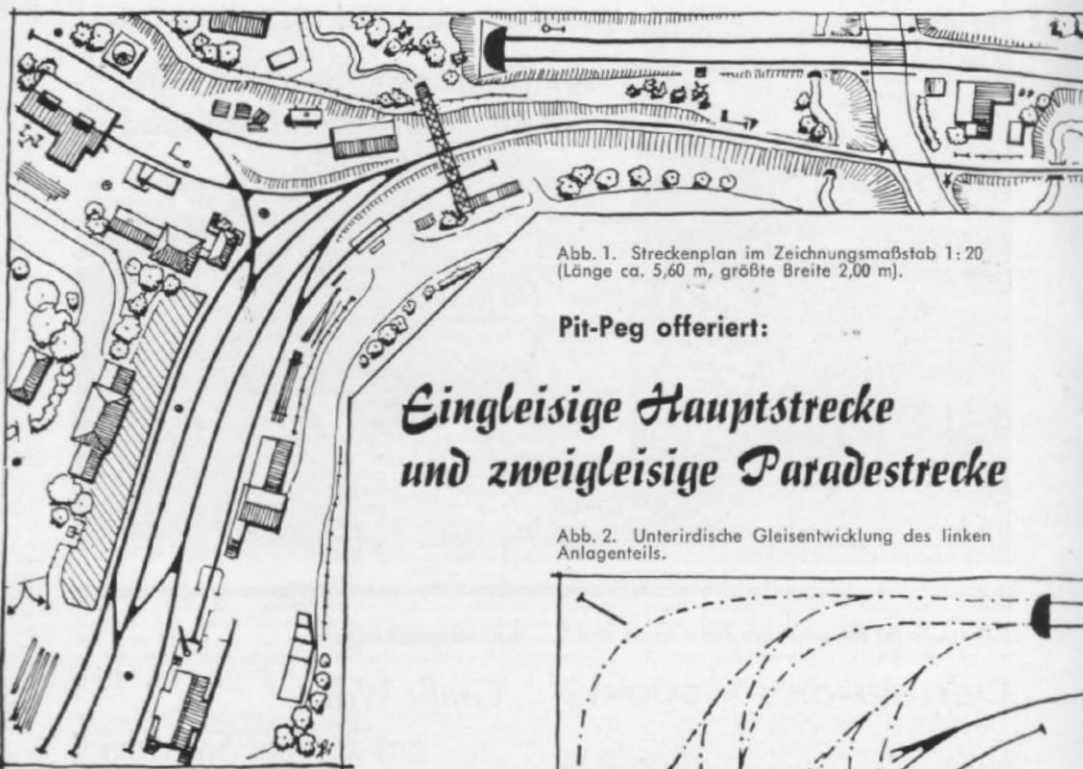 Abb. 1. Streckenplan im Zeichnungsmaßstab 1:20
(Länge ca. 5,60 m, größte Breite 2,00 m).
Pit-Peg offeriert:
Eingleisige Hauptstrecke
und zweigleisige Paradestrecke
Abb. 2. Unterirdische Gleisentwicklung des linken
Anlagenteils.